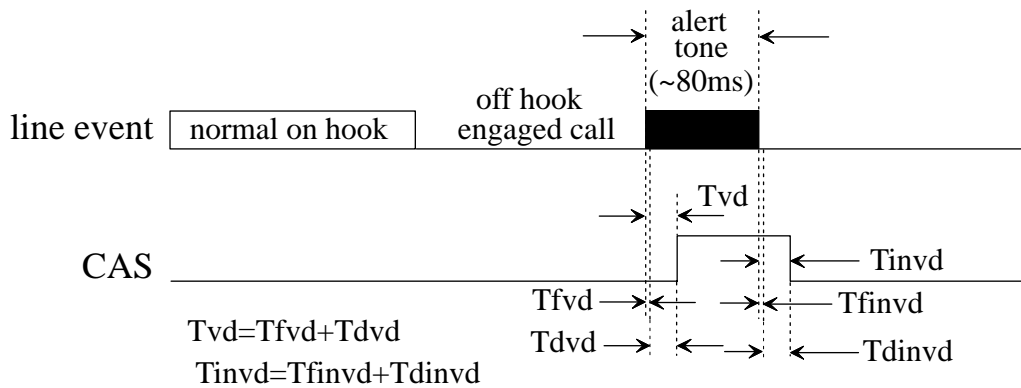 alert
tone
(~80ms)
off hook
line event
normal on hook
engaged call
Tvd
CAS
Tinvd
Tfvd
Tfinvd
Tvd=Tfvd+Tdvd
Tdvd
Tdinvd
Tinvd=Tfinvd+Tdinvd